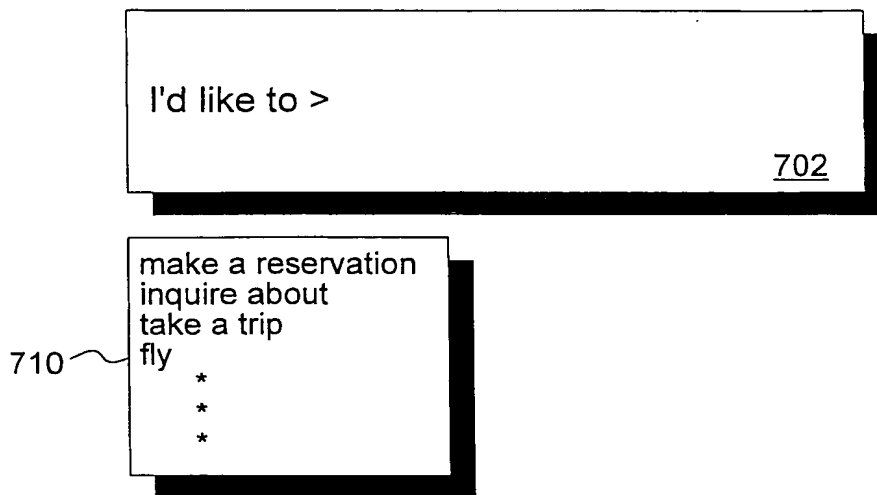 I'd like to >
702
make a reservation
inquire about
take a trip
710
fly
*
*
*